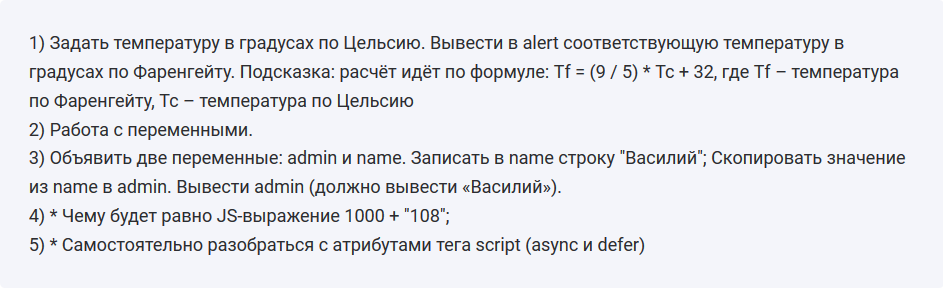 1) Задать температуру в градусах по Цельсию. Вывести в alert соответствующую температуру в
градусах по Фаренгейту. Подсказка: расчёт идёт по формуле: Tf = (9 / 5) * Tc + 32, где Tf – температура
по Фаренгейту, Tc – температура по Цельсию
2) Работа с переменными.
3) Объявить две переменные: admin и name. Записать в name строку "Василий"; Скопировать значение
из name в admin. Вывести admin (должно вывести «Василий»).
4) * Чему будет равно JS-выражение 1000 + "108";
5) * Самостоятельно разобраться с атрибутами тега script (async и defer)